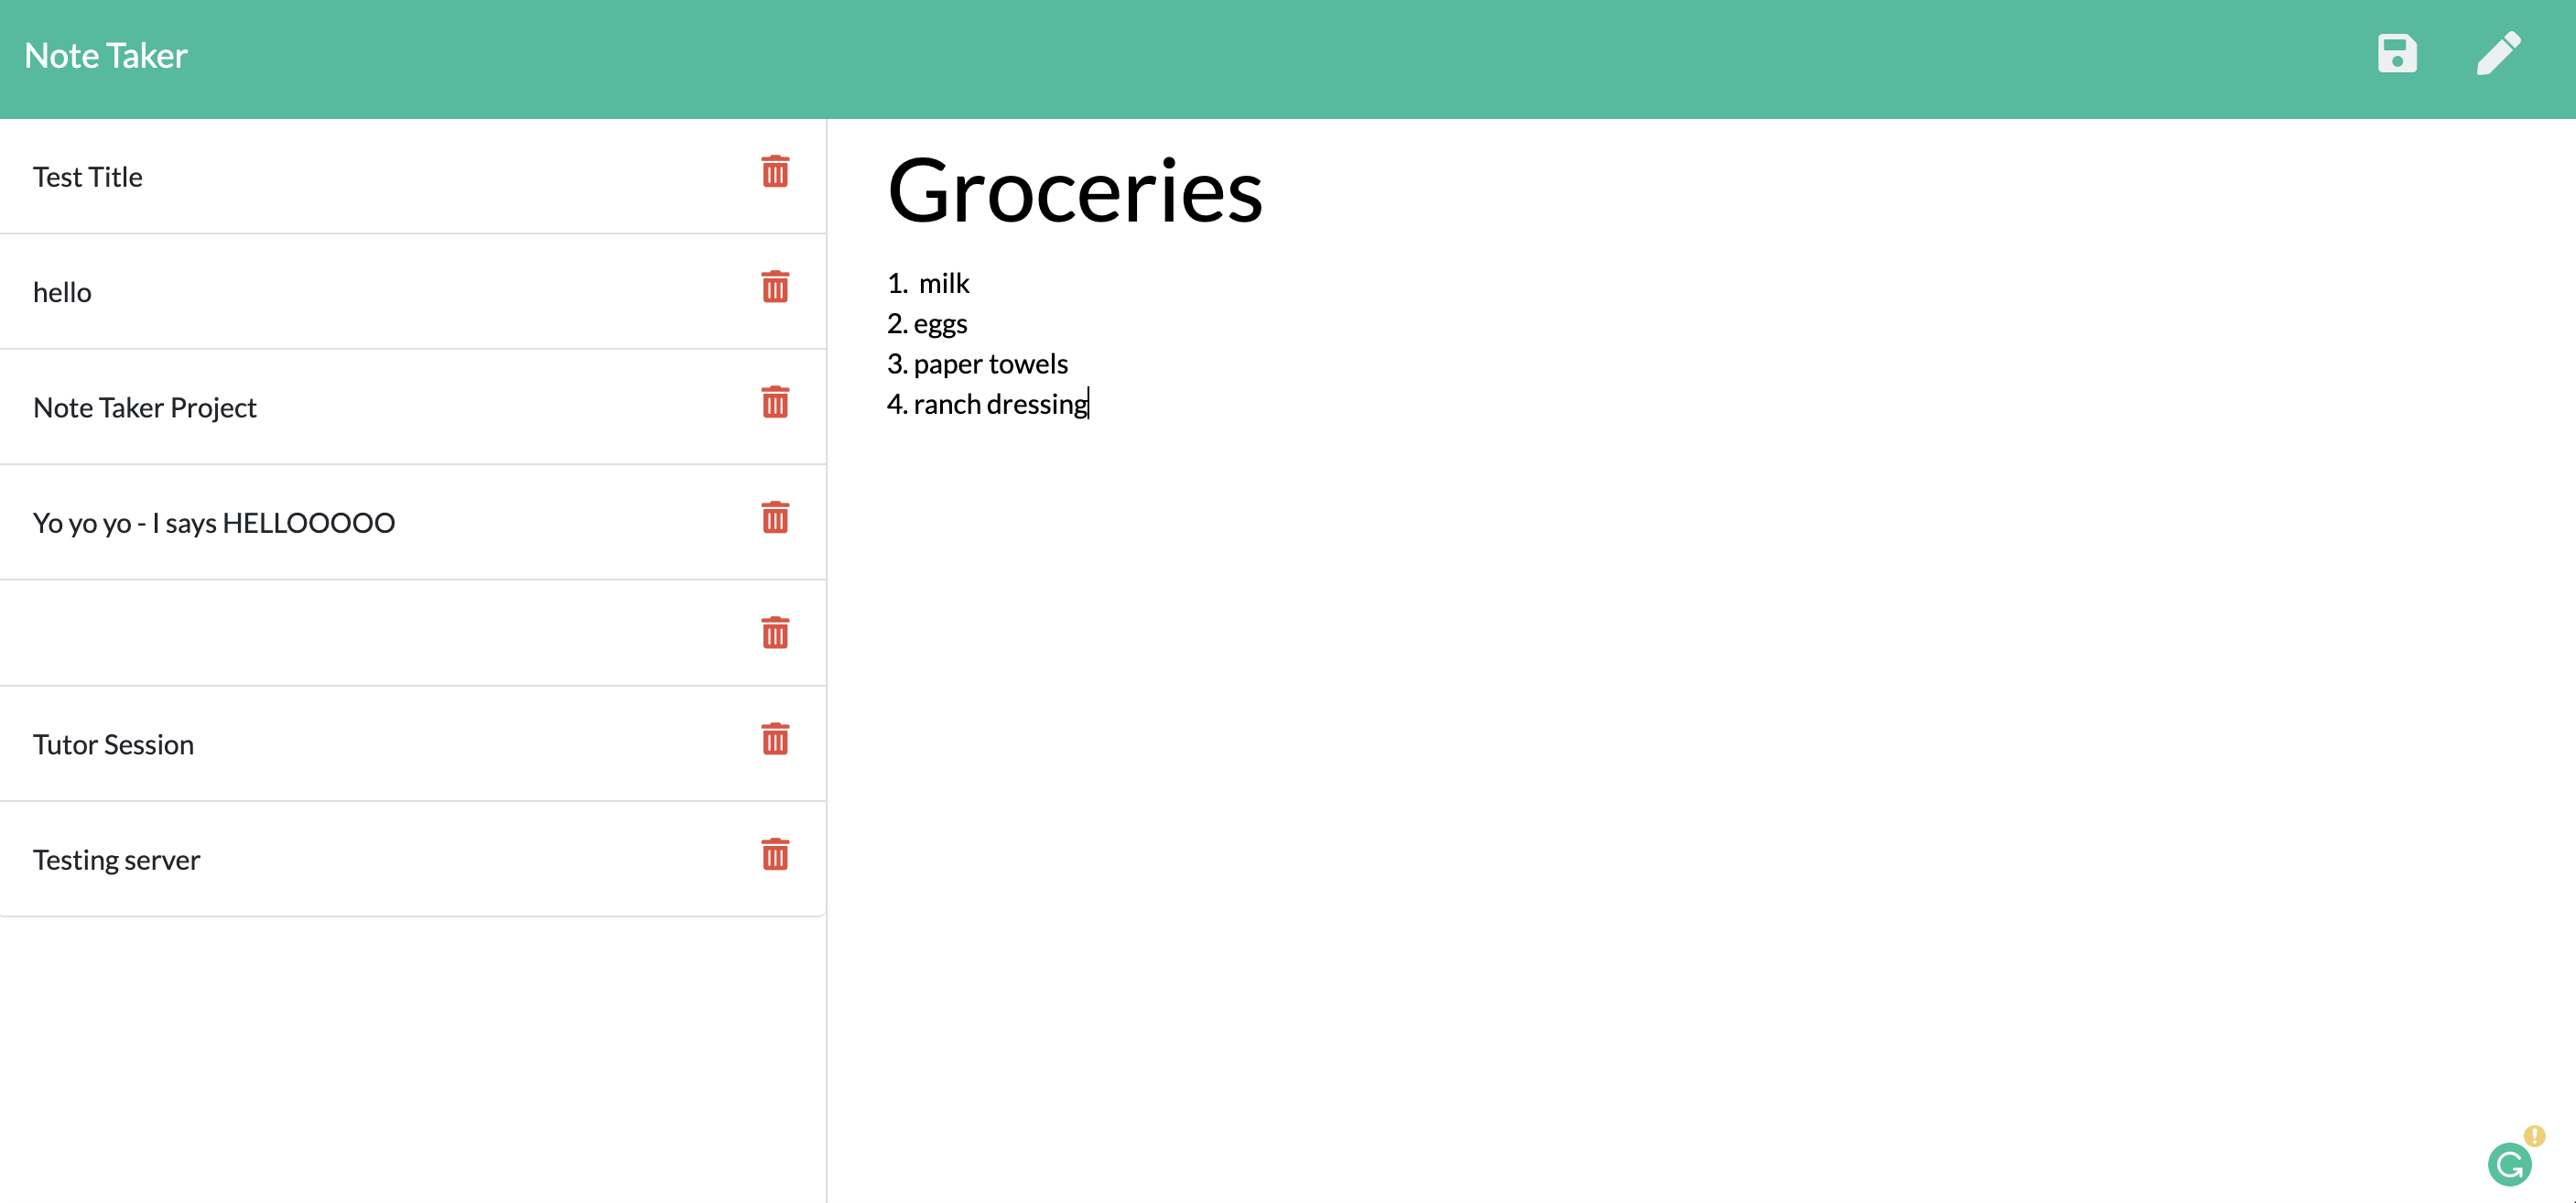 Note Taker
Test Title
hello
Note Taker Project
Yo yo yo - I says HELLOOOOO
Tutor Session
Testing server
Groceries
1.  milk
2. eggs
3. paper towels
4. ranch dressing